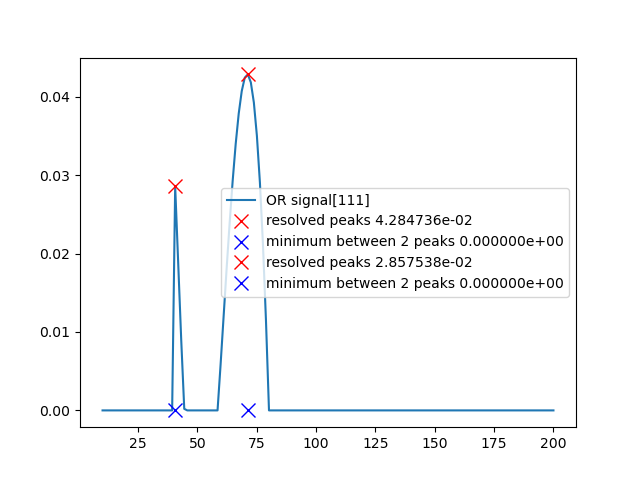 0.04
0.03
0.02
0.01
0.00
OR signal[111]
resolved peaks 4.284736e-02
minimum between 2 peaks 0.000000e+00
resolved peaks 2.857538e-02
minimum between 2 peaks 0.000000e+00
25 50 75 100 125 150 175 200